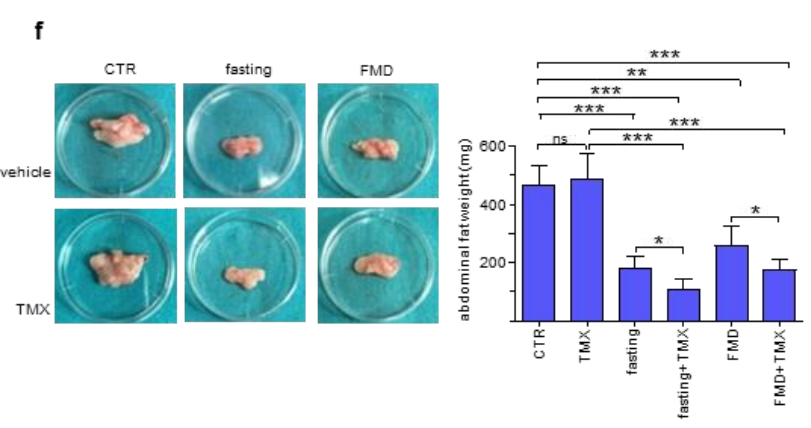 f
CTR
fasting
FMD
vehicle
TMX
***
**
***
***
***
ns
***
*
*
abdominal fat weight (mg)
600
400
200
CTR
TMX
fasting
fasting+TMX
FMD
FMD+TMX